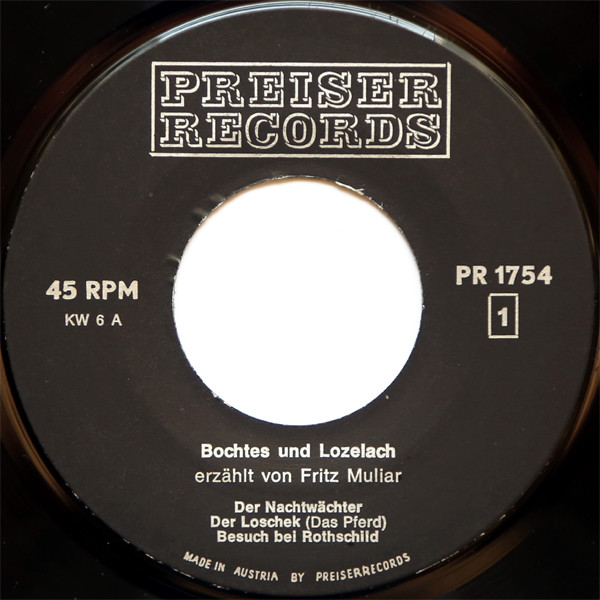 PREISER
RECORDS
45 RPM
KW 6 A
PR 1754
1
Bochtes und Lozelach
erzählt von Fritz Muliar
Der Nachtwächter
Der Loschek (Das Pferd)
Besuch bei Rothschild
MADE IN AUSTRIA BY PREISERRECORDS